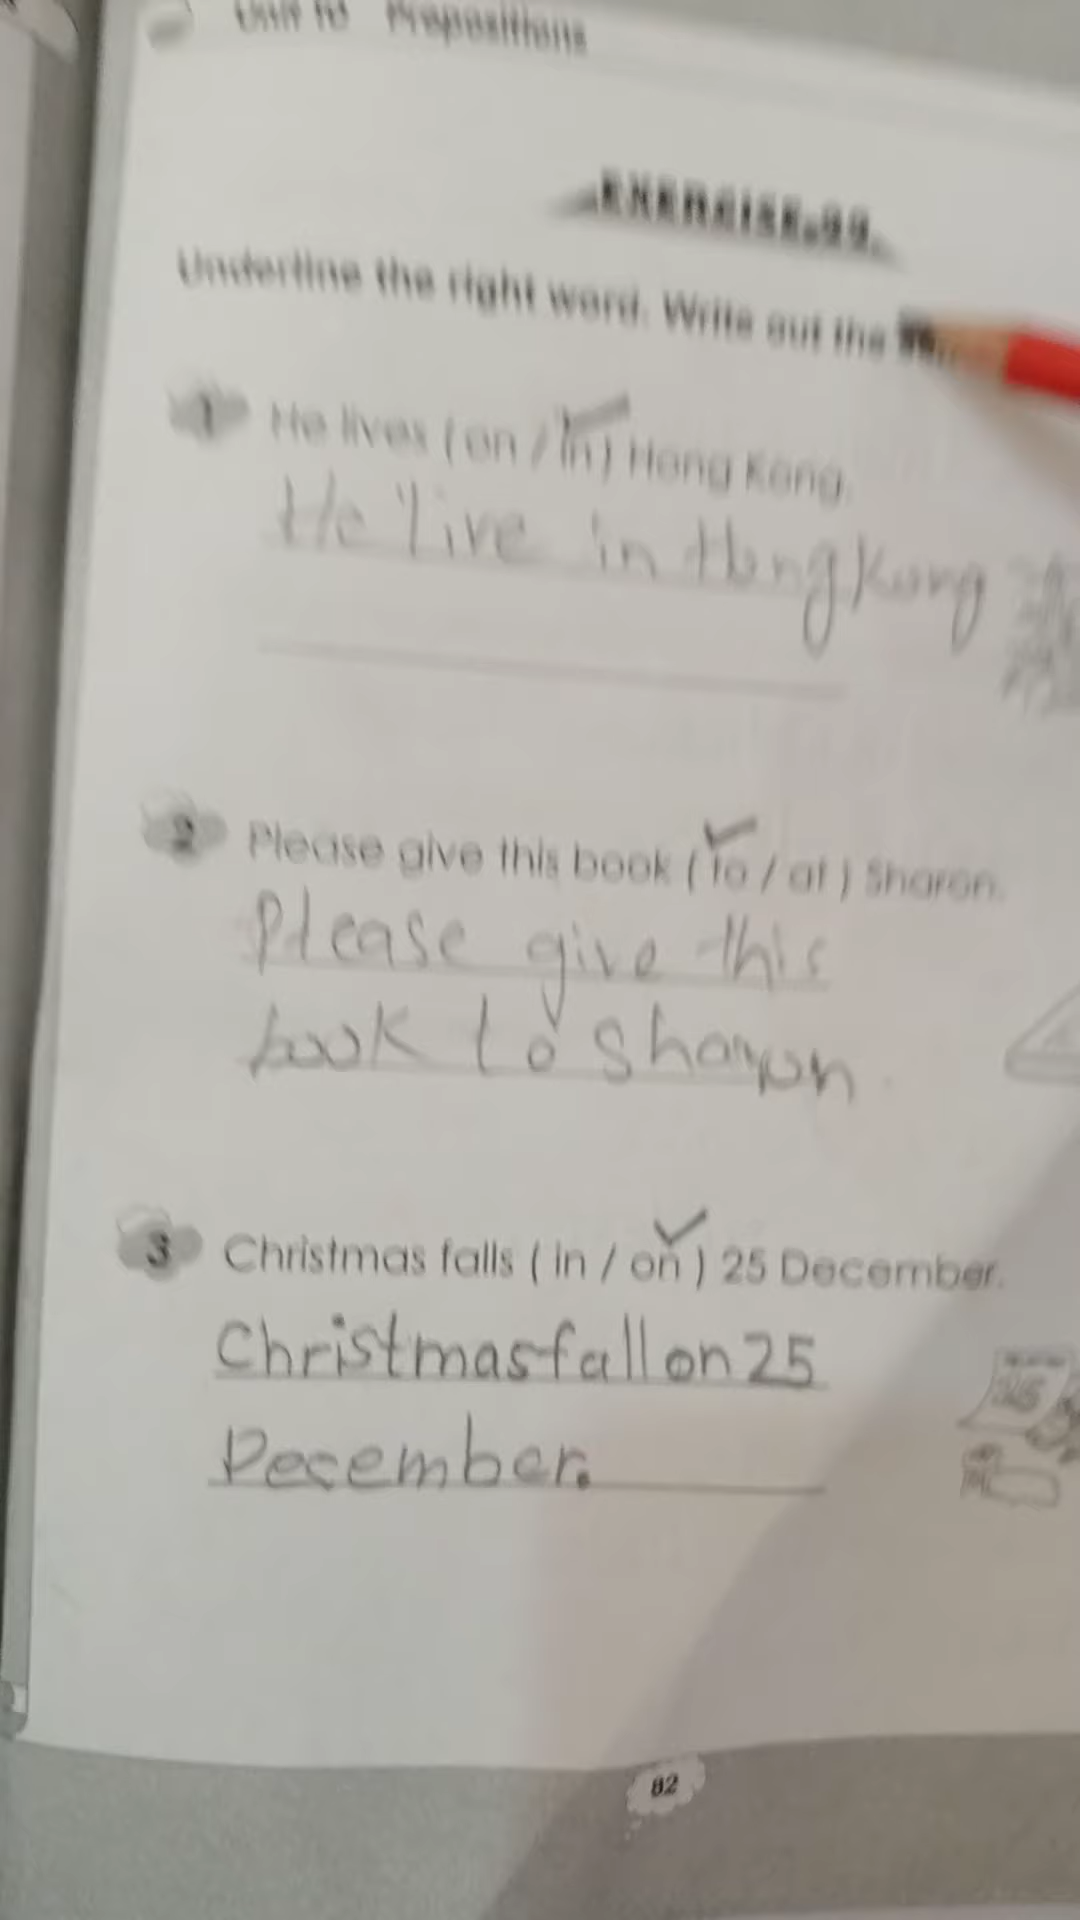 Unit 10 Prepositions
EXERCISE 99
Underline the right word. Write out the
1 He lives ( on / in ) Hong Kong.
He live in Hong Kong
2 Please give this book ( to / at ) Sharon.
Please give this
book to Sharon.
3 Christmas falls ( in / on ) 25 December.
Christmas fall on 25
December.
82